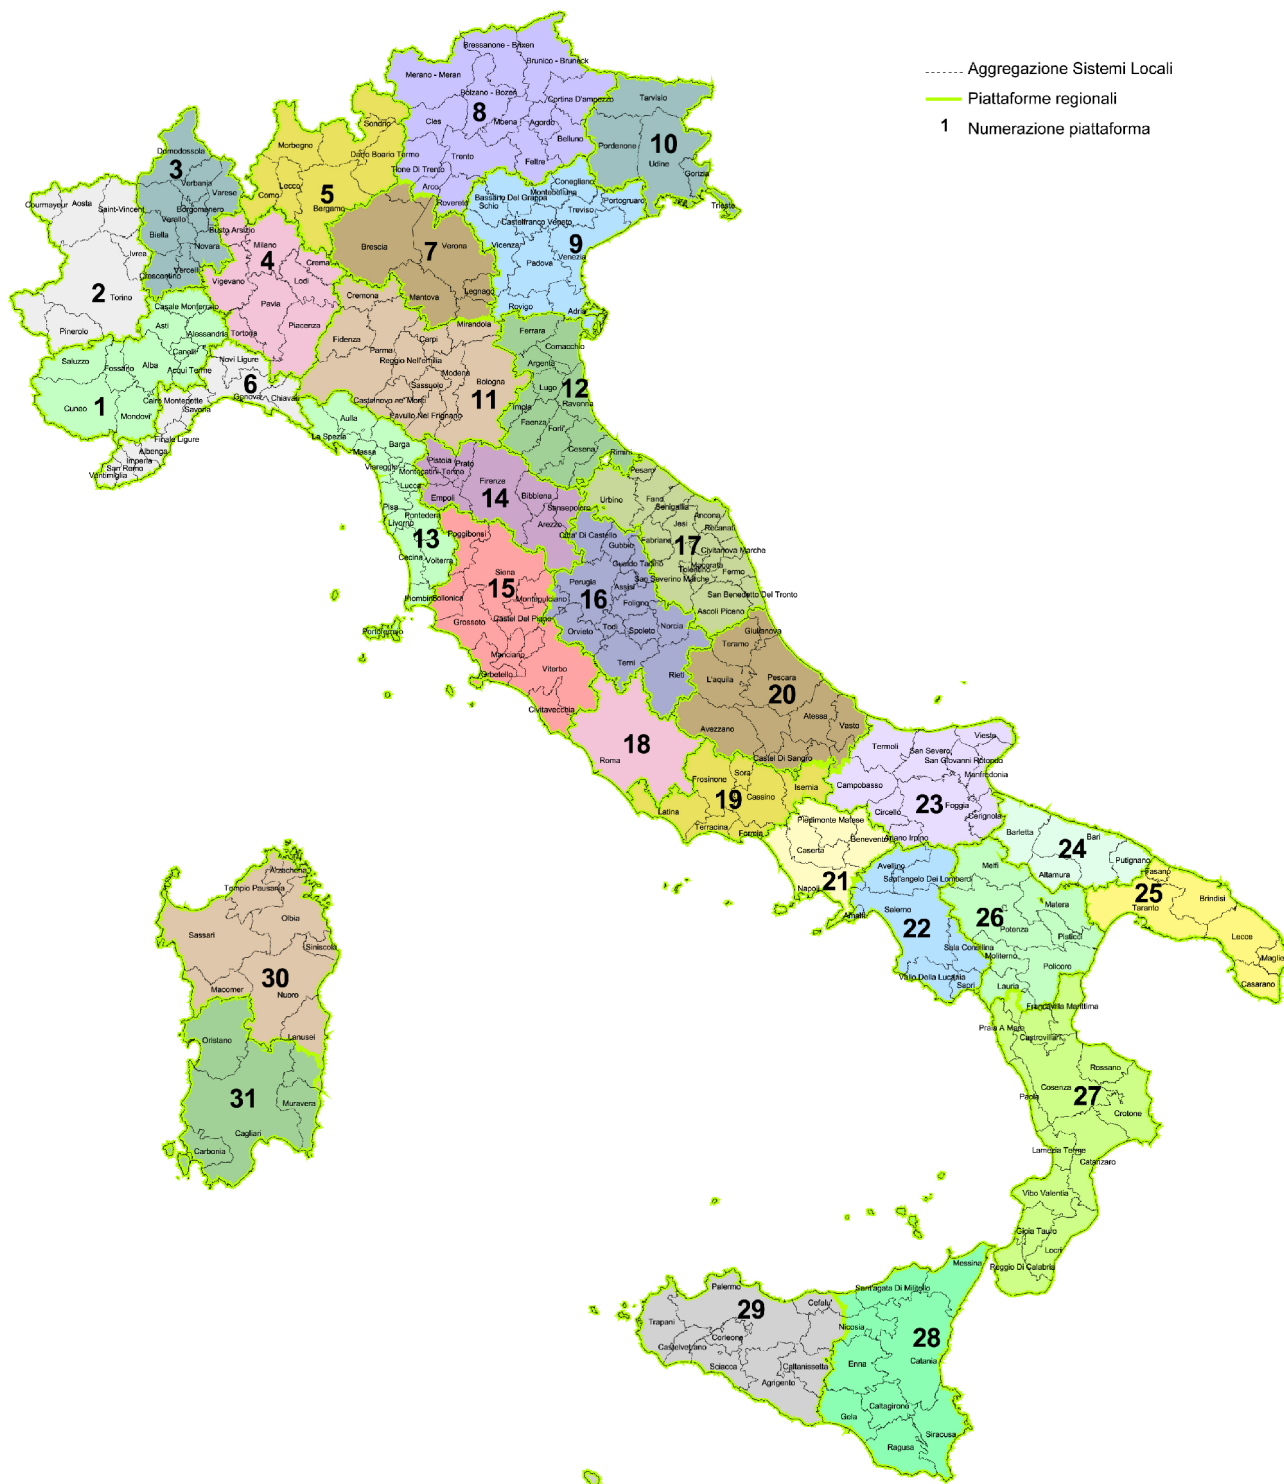 Aggregazione Sistemi Locali
Piattaforme regionali
1 Numerazione piattaforma
Bressanone - Brixen
Brunico - Bruneck
Merano - Meran
Bolzano - Bozen
Cortina D'ampezzo
8
Cles
Moena
Agordo
Belluno
Trento
Feltre
Tione Di Trento
Arco
Rovereto
Tarvisio
10
Pordenone
Udine
Gorizia
Trieste
Sondrio
Morbegno
Darfo Boario Terme
Lecco
Como
5
Bergamo
Domodossola
3
Verbania
Varese
Borgomanero
Varallo
Biella
Novara
Vercelli
Crescentino
Courmayeur
Aosta
Saint-Vincent
Ivrea
2
Torino
Pinerolo
Busto Arsizio
Milano
4
Crema
Vigevano
Lodi
Pavia
Piacenza
Tortona
Brescia
7
Verona
Legnago
Mantova
Conegliano
Bassano Del Grappa
Montebelluna
Schio
Treviso
Portogruaro
Castelfranco Veneto
Vicenza
9
Venezia
Padova
Rovigo
Adria
Casale Monferrato
Asti
Alessandria
Canelli
Saluzzo
Fossano
Alba
Acqui Terme
Cuneo
1
Mondovi'
Novi Ligure
6
Genova
Chiavari
Cairo Montenotte
Savona
Finale Ligure
Albenga
Imperia
San Remo
Ventimiglia
Cremona
Mirandola
Fidenza
Carpi
Parma
Reggio Nell'emilia
Modena
Sassuolo
Bologna
Castelnovo ne' Monti
11
Pavullo Nel Frignano
Ferrara
Comacchio
Argenta
Lugo
12
Ravenna
Imola
Faenza
Forli'
Cesena
Rimini
Aulla
La Spezia
Massa
Barga
Viareggio
Lucca
Pisa
Pontedera
Livorno
13
Cecina
Volterra
Piombino
Portoferraio
Pistoia
Prato
Montecatini-Terme
Firenze
Empoli
14
Bibbiena
Sansepolcro
Arezzo
Poggibonsi
Siena
15
Montepulciano
Follonica
Castel Del Piano
Grosseto
Manciano
Orbetello
Viterbo
Civitavecchia
Citta' Di Castello
Gubbio
Gualdo Tadino
Perugia
Assisi
16
Foligno
Todi
Spoleto
Norcia
Orvieto
Terni
Rieti
Pesaro
Urbino
Fano
Senigallia
Ancona
Jesi
Recanati
Fabriano
17
Civitanova Marche
Macerata
Tolentino
Fermo
San Severino Marche
San Benedetto Del Tronto
Ascoli Piceno
Giulianova
Teramo
L'aquila
Pescara
20
Atessa
Vasto
Avezzano
Castel Di Sangro
18
Roma
Sora
Frosinone
Isernia
19
Cassino
Latina
Terracina
Formia
Termoli
San Severo
Vieste
San Giovanni Rotondo
Manfredonia
Campobasso
23
Foggia
Circello
Cerignola
Ariano Irpino
Piedimonte Matese
Benevento
Caserta
21
Napoli
Avellino
Sant'angelo Dei Lombardi
Amalfi
Salerno
22
Sala Consilina
Vallo Della Lucania
Sapri
Barletta
Bari
24
Putignano
Altamura
Fasano
25
Brindisi
Taranto
Lecce
Maglie
Casarano
Melfi
Matera
26
Potenza
Pisticci
Moliterno
Policoro
Lauria
Francavilla Marittima
Praia A Mare
Castrovillari
Rossano
Cosenza
27
Paola
Crotone
Lamezia Terme
Catanzaro
Vibo Valentia
Gioia Tauro
Locri
Reggio Di Calabria
Arzachena
Tempio Pausania
Olbia
Sassari
Siniscola
30
Macomer
Nuoro
Lanusei
Oristano
31
Muravera
Cagliari
Carbonia
Messina
Sant'agata Di Militello
Palermo
Cefalu'
29
Trapani
Nicosia
28
Corleone
Castelvetrano
Catania
Sciacca
Caltanissetta
Enna
Agrigento
Caltagirone
Gela
Siracusa
Ragusa